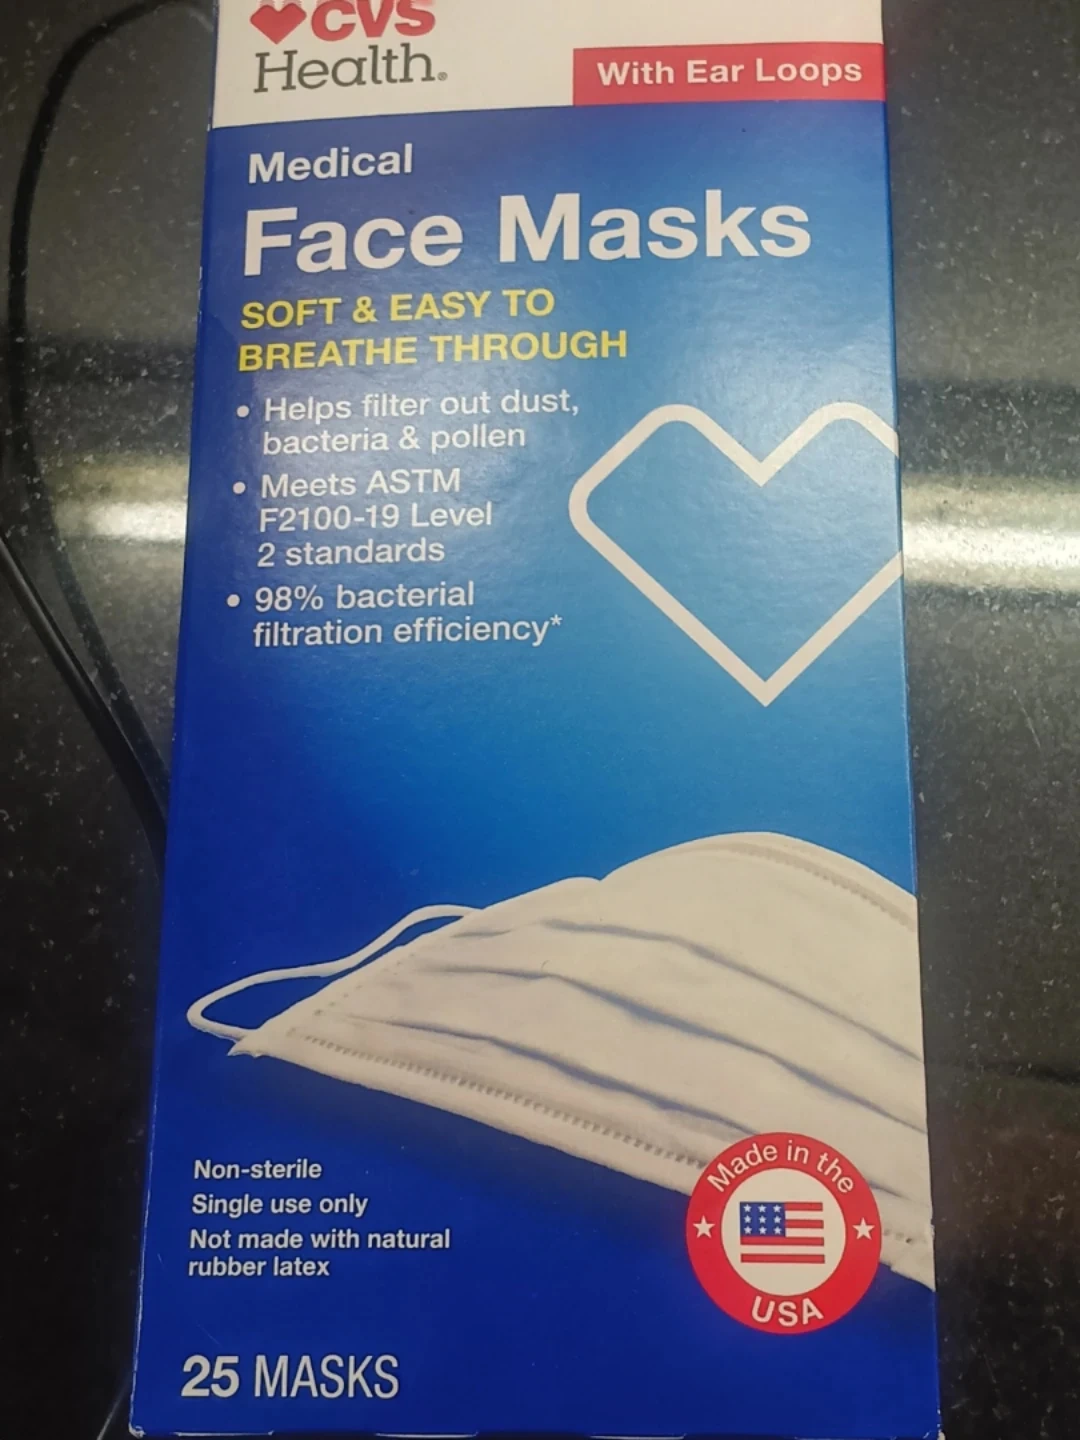 CVS
Health®
With Ear Loops
Medical
Face Masks
SOFT & EASY TO
BREATHE THROUGH
• Helps filter out dust,
bacteria & pollen
• Meets ASTM
F2100-19 Level
2 standards
• 98% bacterial
filtration efficiency*
Non-sterile
Single use only
Not made with natural
rubber latex
Made in the
USA
25 MASKS